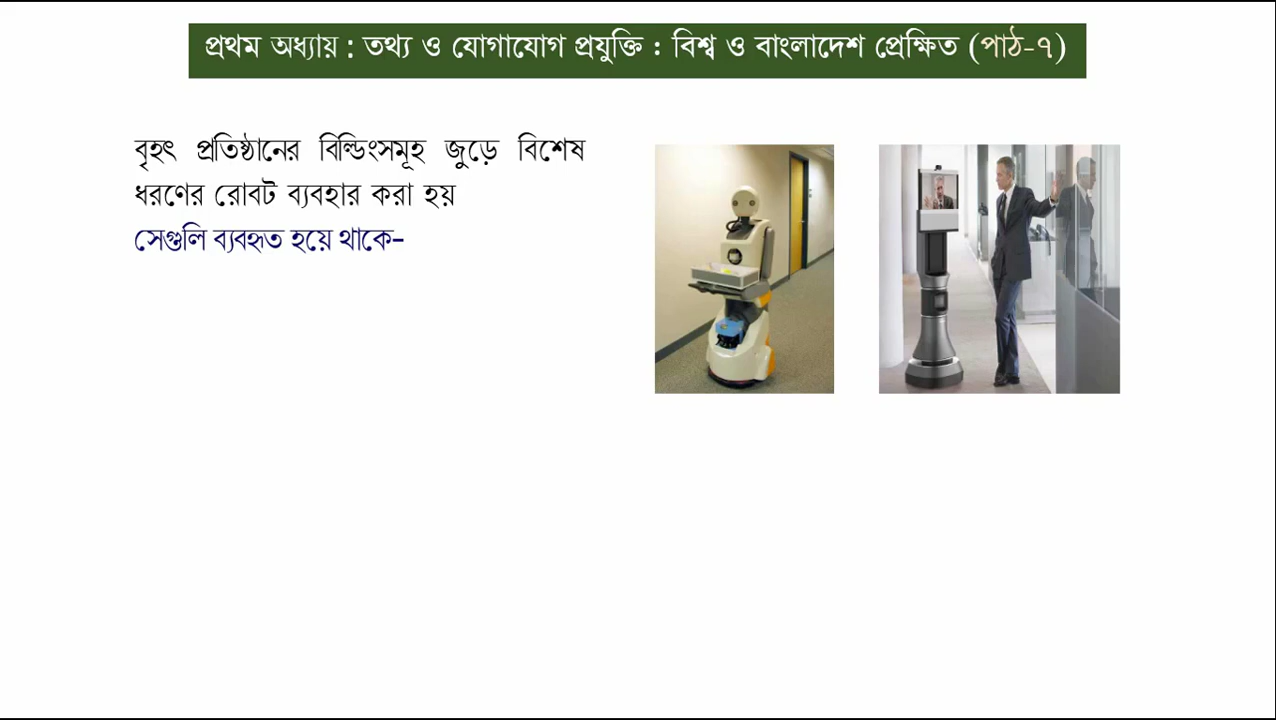 প্রথম অধ্যায় : তথ্য ও যোগাযোগ প্রযুক্তি : বিশ্ব ও বাংলাদেশ প্রেক্ষিত (পাঠ-৭)
বৃহৎ প্রতিষ্ঠানের বিল্ডিংসমূহ জুড়ে বিশেষ
ধরণের রোবট ব্যবহার করা হয়
সেগুলি ব্যবহৃত হয়ে থাকে-